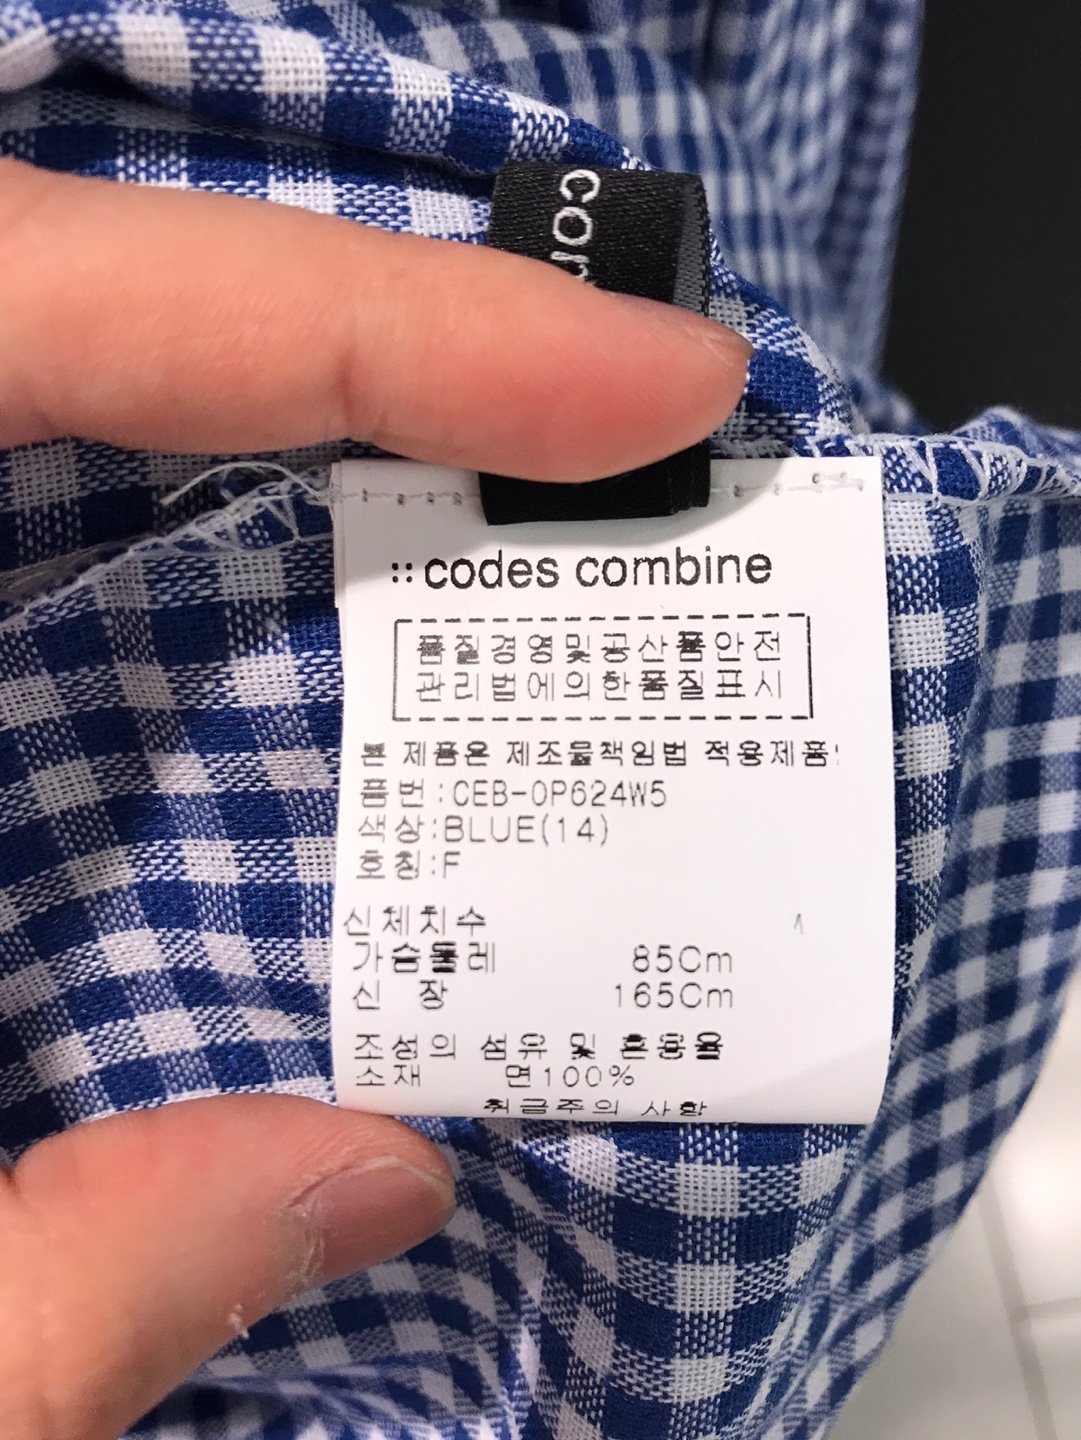 con
:: codes combine
품질경영및공산품안전
관리법에의한품질표시
본 제품은 제조물책임법 적용제품
품번:CEB-0P624W5
색상:BLUE(14)
호칭:F
신체치수
가슴둘레 85Cm
신 장 165Cm
조성의 섬유 및 혼용율
소재 면100%
취급주의 사항